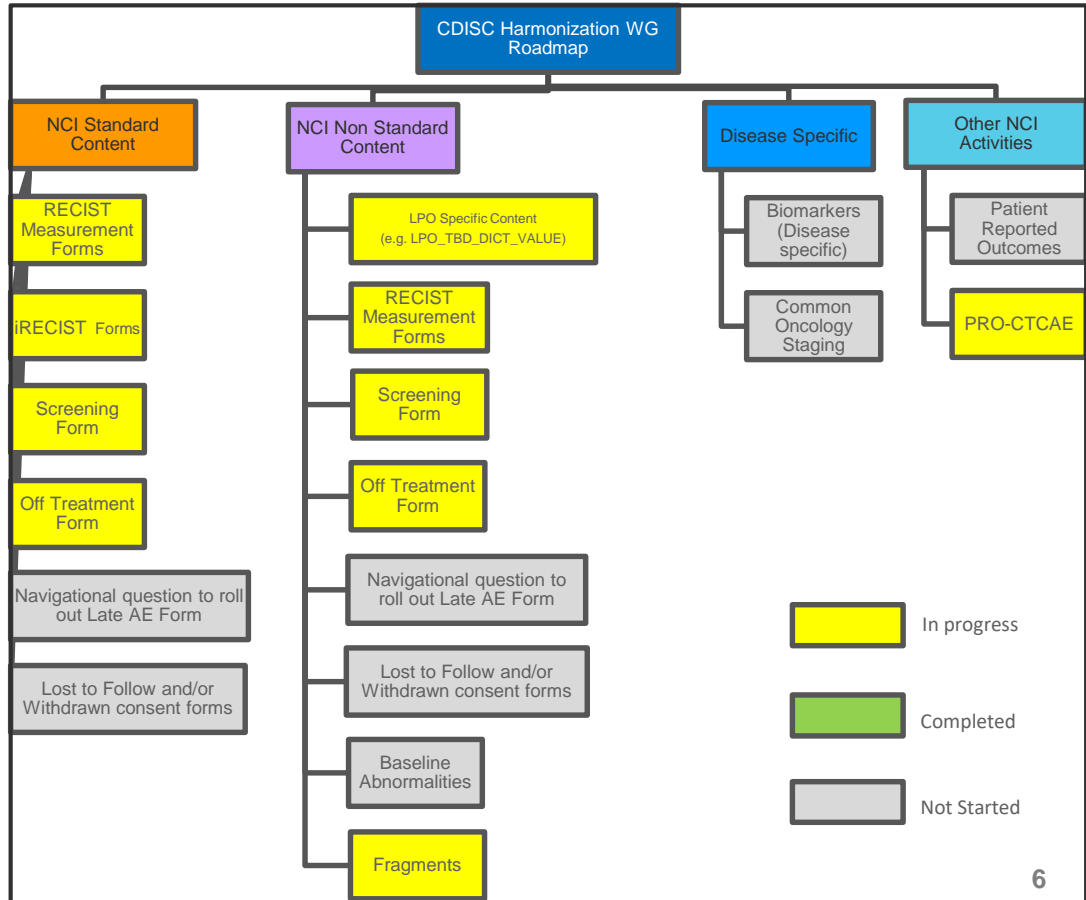 CDISC Harmonization WG
Roadmap
NCI Standard
Content
RECIST
Measurement
Forms
iRECIST Forms
Screening
Form
Off Treatment
Form
Navigational question to roll
out Late AE Form
Lost to Follow and/or
Withdrawn consent forms
NCI Non Standard
Content
LPO Specific Content
(e.g. LPO_TBD_DICT_VALUE)
RECIST
Measurement
Forms
Screening
Form
Off Treatment
Form
Navigational question to
roll out Late AE Form
Lost to Follow and/or
Withdrawn consent forms
Baseline
Abnormalities
Fragments
Disease Specific
Biomarkers
(Disease
specific)
Common
Oncology
Staging
Other NCI
Activities
Patient
Reported
Outcomes
PRO-CTCAE
In progress
Completed
Not Started
6